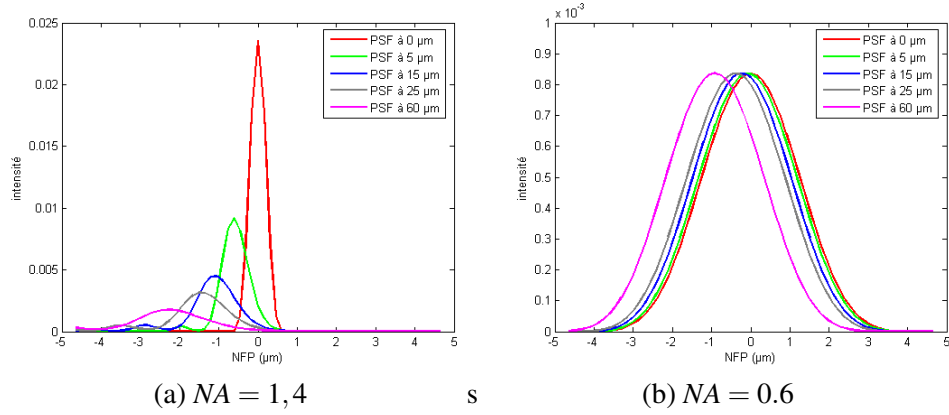 0.025
0.02
0.015
0.01
0.005
0
-5 -4 -3 -2 -1 0 1 2 3 4 5
intensité
NFP (µm)
PSF à 0 µm
PSF à 5 µm
PSF à 15 µm
PSF à 25 µm
PSF à 60 µm
(a) NA = 1,4
s
x 10⁻³
1
0.9
0.8
0.7
0.6
0.5
0.4
0.3
0.2
0.1
0
-5 -4 -3 -2 -1 0 1 2 3 4 5
intensité
NFP (µm)
PSF à 0 µm
PSF à 5 µm
PSF à 15 µm
PSF à 25 µm
PSF à 60 µm
(b) NA = 0.6